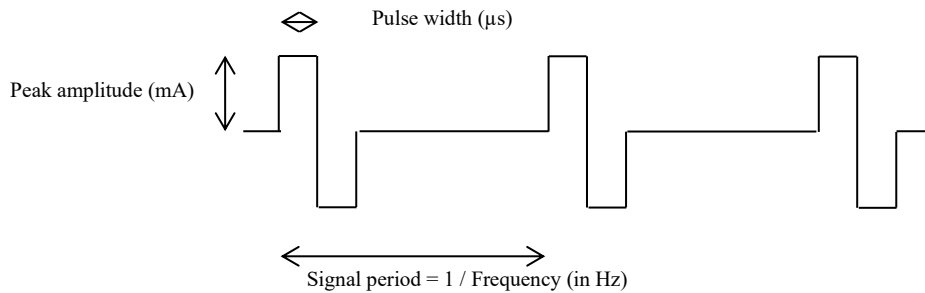 Pulse width (µs)
Peak amplitude (mA)
Signal period = 1 / Frequency (in Hz)